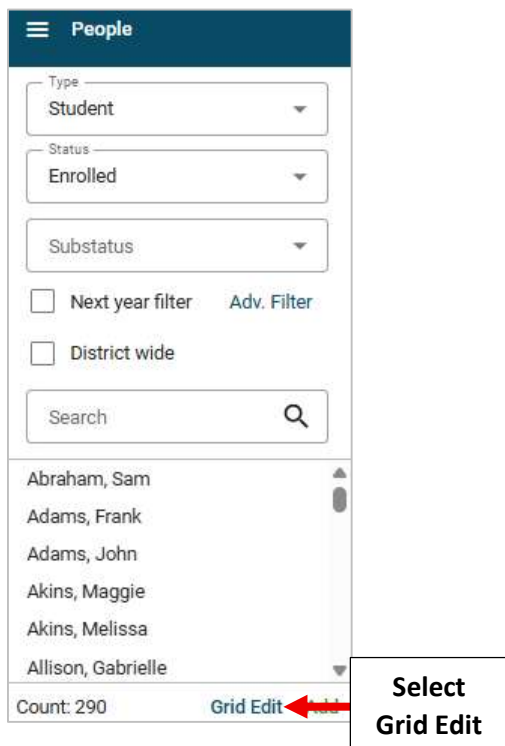 People
Type
Student
Status
Enrolled
Substatus
Next year filter Adv. Filter
District wide
Search
Abraham, Sam
Adams, Frank
Adams, John
Akins, Maggie
Akins, Melissa
Allison, Gabrielle
Count: 290 Grid Edit
Select
Grid Edit